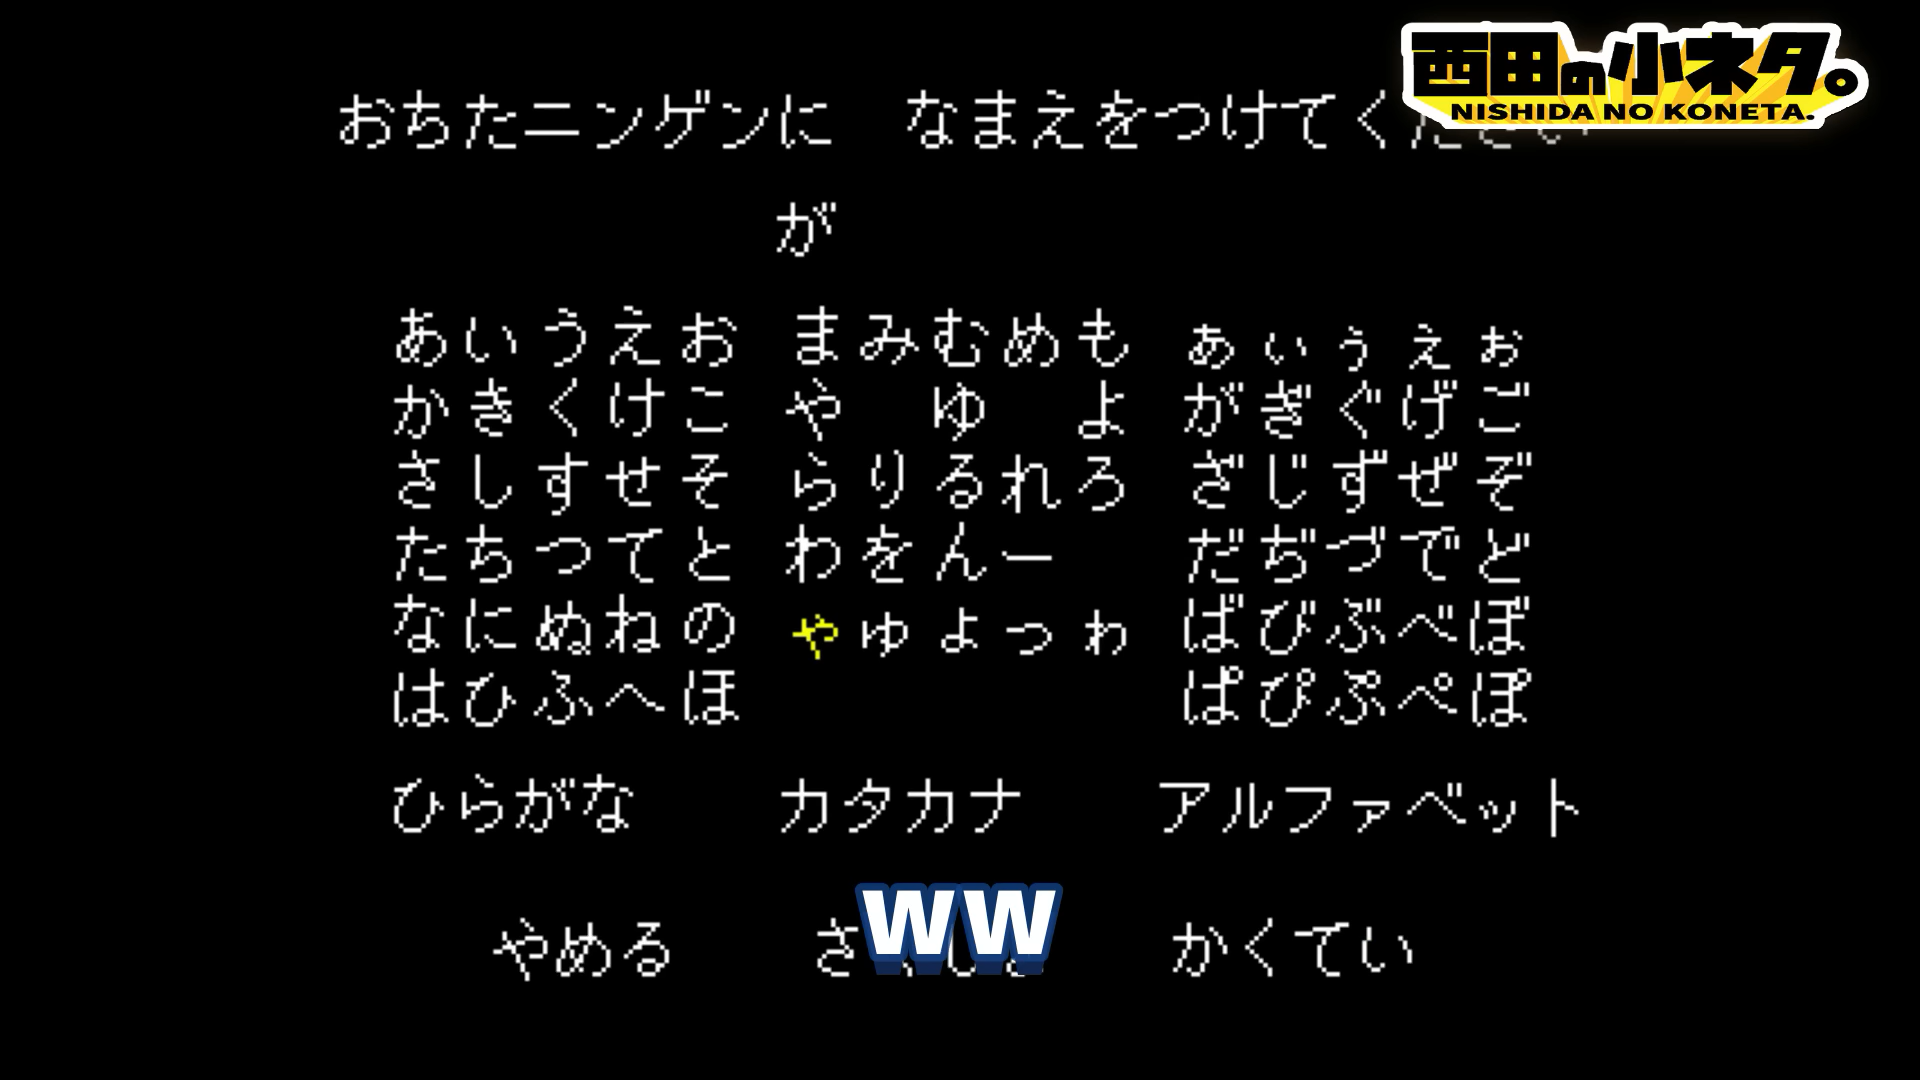 西田の小ネタ。
NISHIDA NO KONETA.
おちたニンゲンに　なまえをつけてく
が
あいうえお まみむめも ぁぃぅぇぉ
かきくけこ や ゆ よ がぎぐげご
さしすせそ らりるれろ ざじずぜぞ
たちつてと わをんー だぢづでど
なにぬねの ゃゅょっゎ ばびぶべぼ
はひふへほ ぱぴぷぺぽ
ひらがな カタカナ アルファベット
WW
やめる さ かくてい